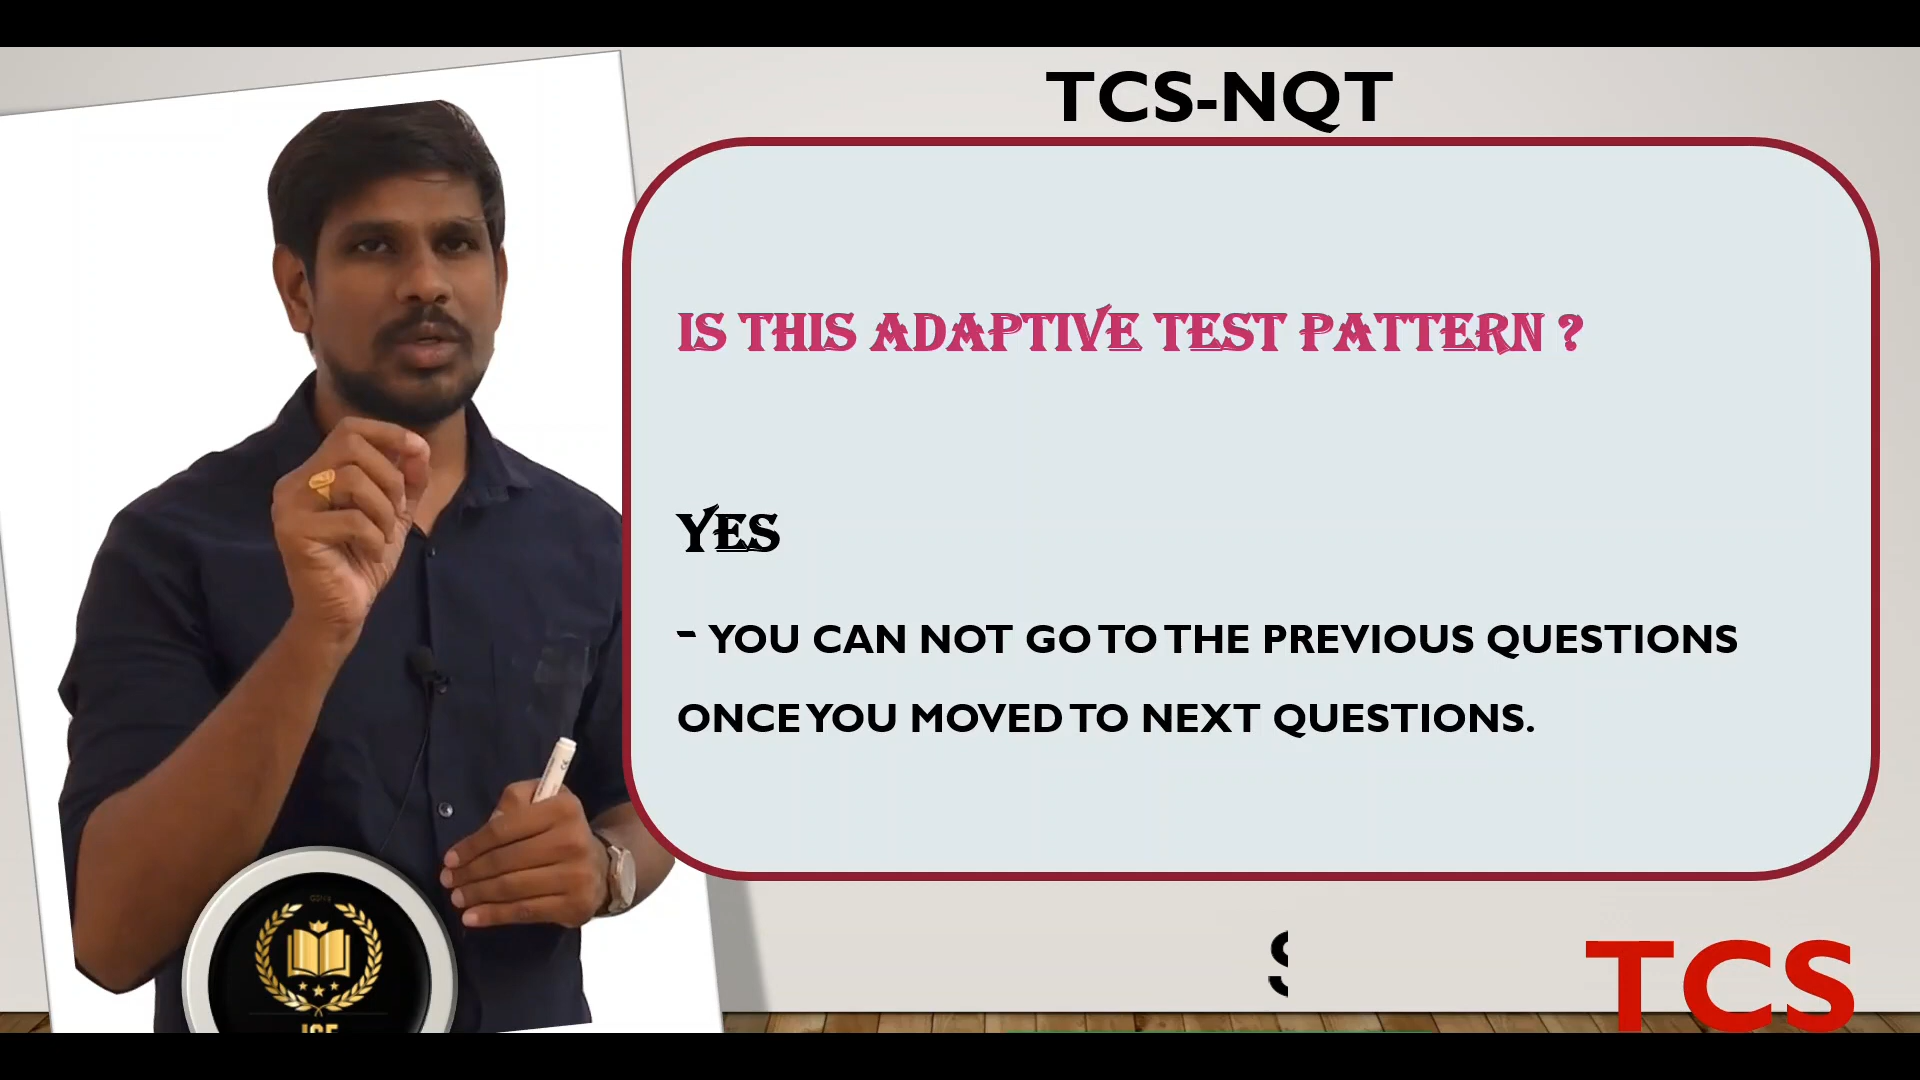 TCS-NQT
IS THIS ADAPTIVE TEST PATTERN ?
YES
- YOU CAN NOT GO TO THE PREVIOUS QUESTIONS
ONCE YOU MOVED TO NEXT QUESTIONS.
S
TCS